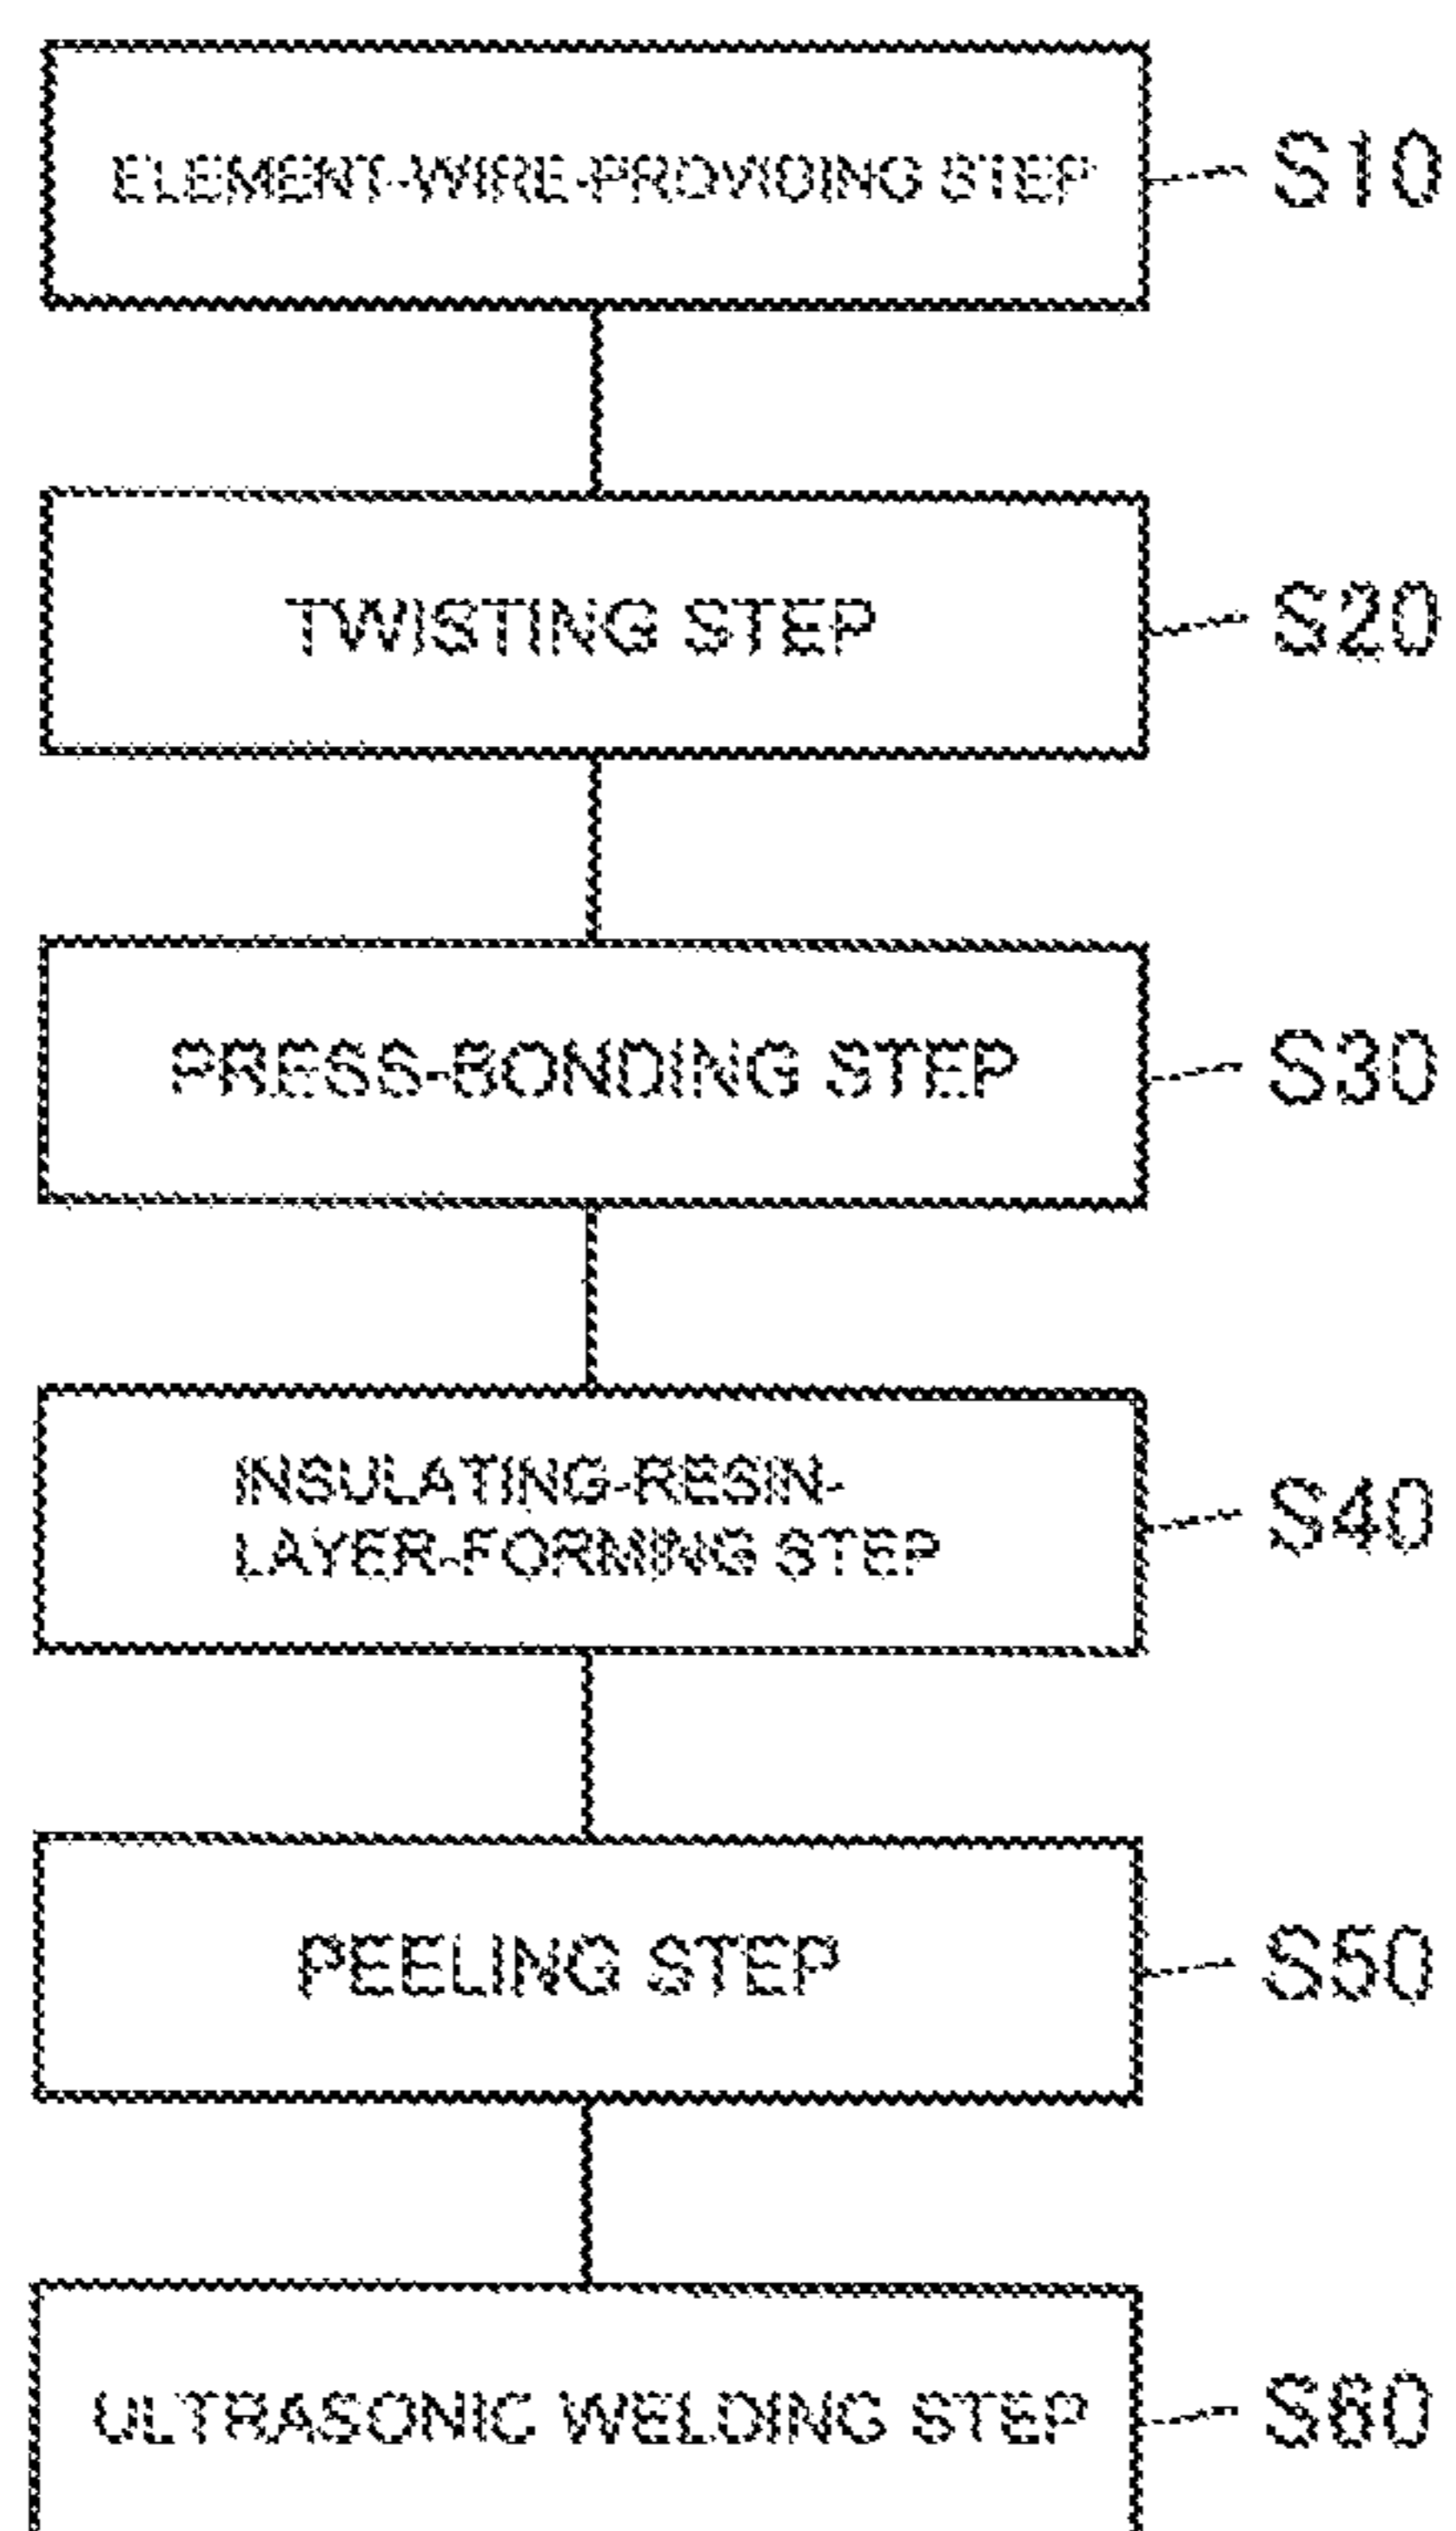 ELEMENT-WIRE-PROVIDING STEP
S10
TWISTING STEP
S20
PRESS-BONDING STEP
S30
INSULATING-RESIN-
LAYER-FORMING STEP
S40
PEELING STEP
S50
ULTRASONIC WELDING STEP
S60